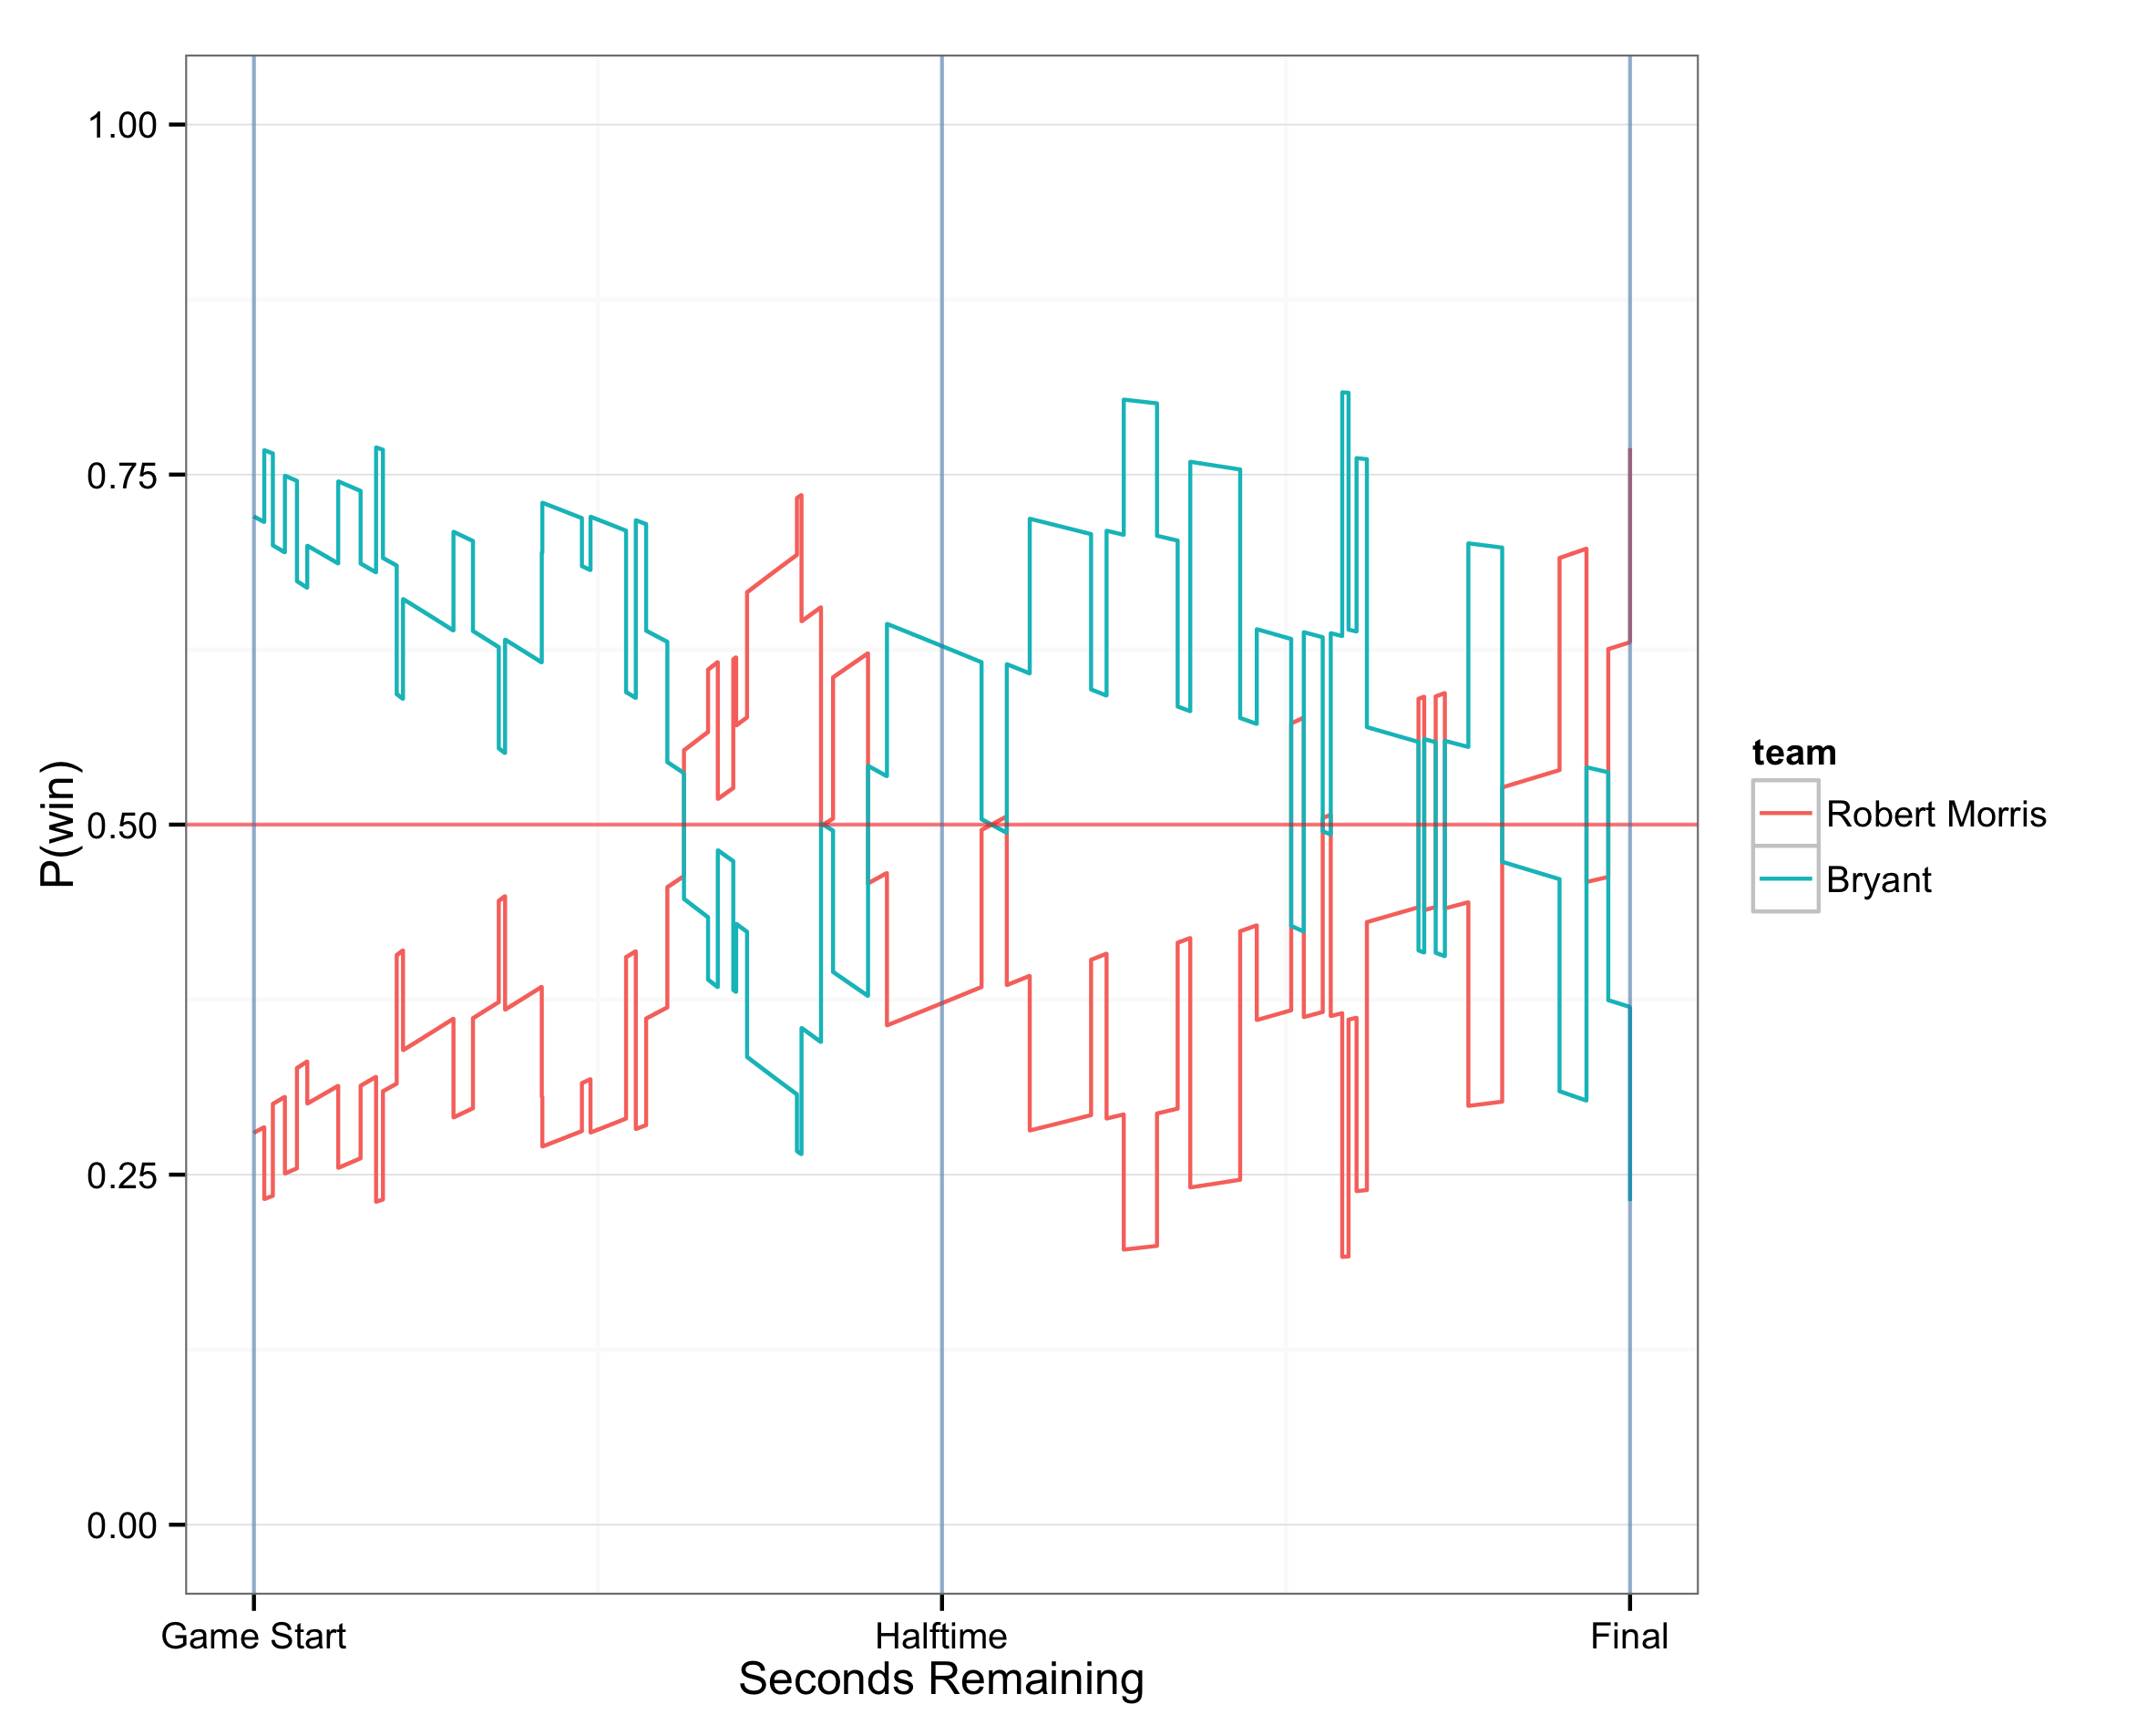 1.00
0.75
0.50
0.25
0.00
P(win)
Game Start
Halftime
Final
Seconds Remaining
team
Robert Morris
Bryant